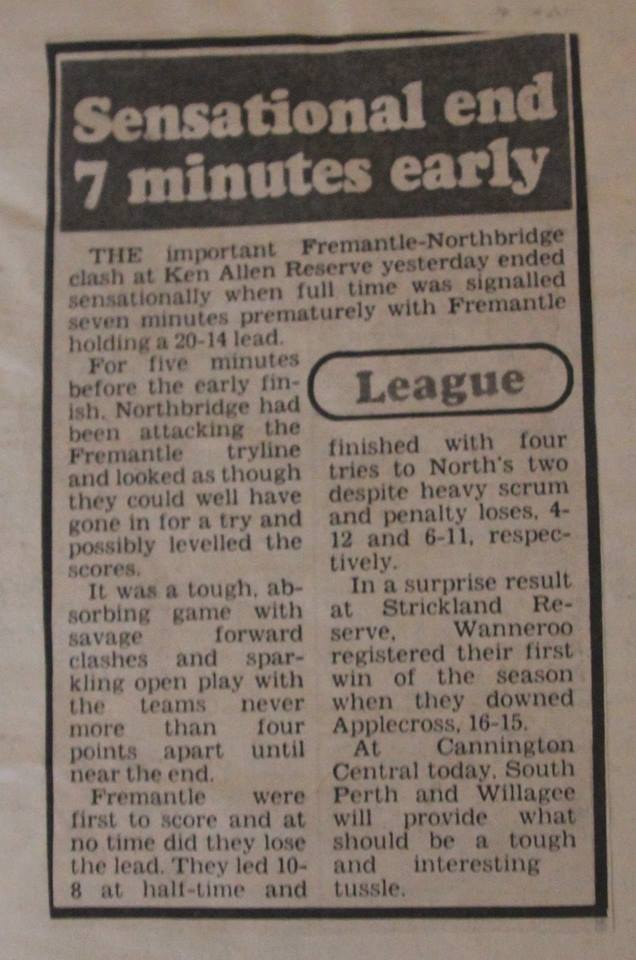 Sensational end
7 minutes early
THE important Fremantle-Northbridge
clash at Ken Allen Reserve yesterday ended
sensationally when full time was signalled
seven minutes prematurely with Fremantle
holding a 20-14 lead.
For five minutes
before the early fin-
ish, Northbridge had
been attacking the
Fremantle tryline
and looked as though
they could well have
gone in for a try and
possibly levelled the
scores.
It was a tough, ab-
sorbing game with
savage forward
clashes and spar-
kling open play with
the teams never
more than four
points apart until
near the end.
Fremantle were
first to score and at
no time did they lose
the lead. They led 10-
8 at half-time and
League
finished with four
tries to North's two
despite heavy scrum
and penalty loses, 4-
12 and 6-11, respec-
tively.
In a surprise result
at Strickland Re-
serve, Wanneroo
registered their first
win of the season
when they downed
Applecross, 16-15.
At Cannington
Central today, South
Perth and Willagee
will provide what
should be a tough
and interesting
tussle.